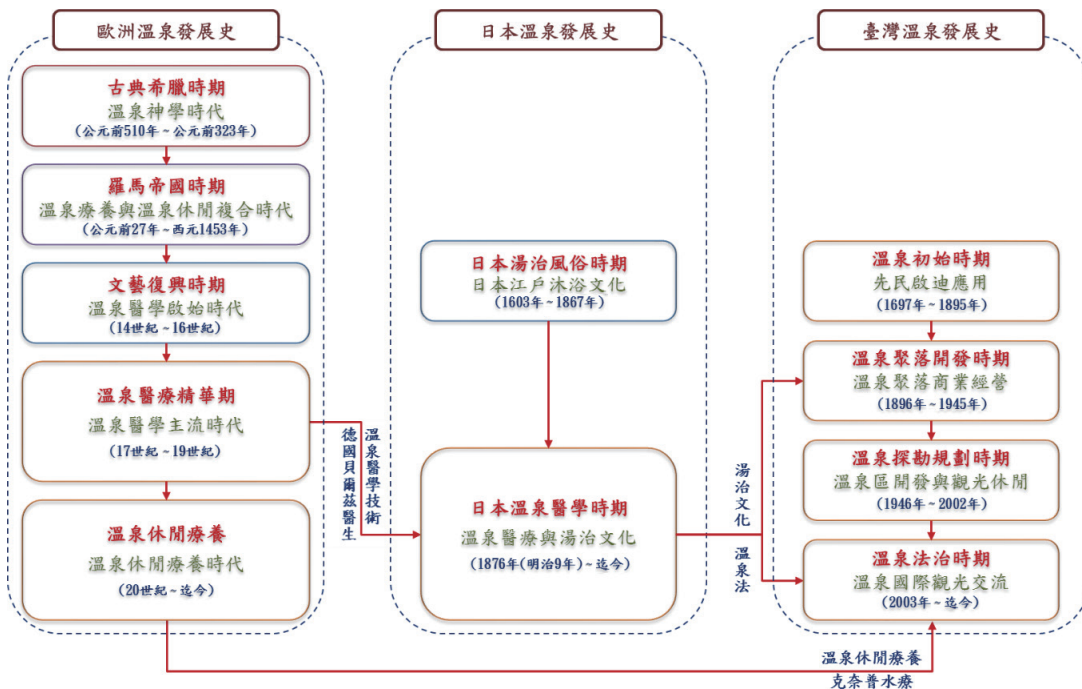 歐洲溫泉發展史
古典希臘時期
溫泉神學時代
(公元前510年~公元前323年)
羅馬帝國時期
溫泉療養與溫泉休閒複合時代
(公元前27年~西元1453年)
文藝復興時期
溫泉醫學啟始時代
(14世紀~16世紀)
溫泉醫療精華期
溫泉醫學主流時代
(17世紀~19世紀)
溫泉休閒療養
溫泉休閒療養時代
(20世紀~迄今)
溫泉醫學技術
德國貝爾茲醫生
日本溫泉發展史
日本湯治風俗時期
日本江戶沐浴文化
(1603年~1867年)
日本溫泉醫學時期
溫泉醫療與湯治文化
(1876年(明治9年)~迄今)
湯治文化
溫泉法
臺灣溫泉發展史
溫泉初始時期
先民啟迪應用
(1697年~1895年)
溫泉聚落開發時期
溫泉聚落商業經營
(1896年~1945年)
溫泉探勘規劃時期
溫泉區開發與觀光休閒
(1946年~2002年)
溫泉法治時期
溫泉國際觀光交流
(2003年~迄今)
溫泉休閒療養
克奈普水療